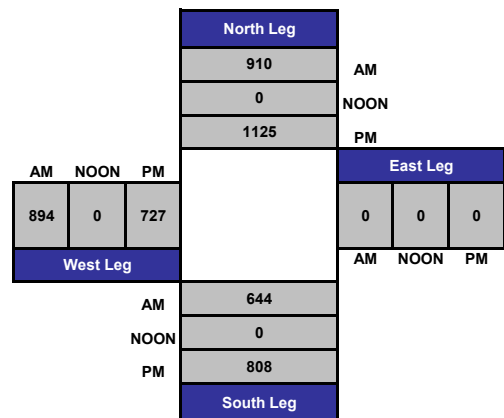 North Leg
910 AM
0 NOON
1125 PM
AM NOON PM East Leg
894 0 727 0 0 0
West Leg AM NOON PM
AM 644
NOON 0
PM 808
South Leg